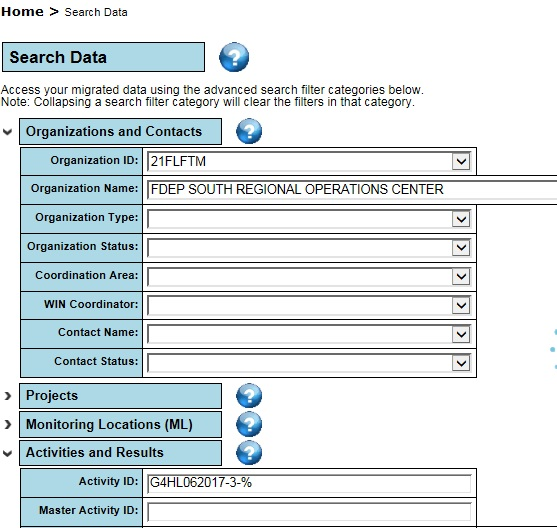 Home > Search Data
Search Data ?
Access your migrated data using the advanced search filter categories below.
Note: Collapsing a search filter category will clear the filters in that category.
Organizations and Contacts ?
Organization ID: 21FLFTM
Organization Name: FDEP SOUTH REGIONAL OPERATIONS CENTER
Organization Type:
Organization Status:
Coordination Area:
WIN Coordinator:
Contact Name:
Contact Status:
Projects ?
Monitoring Locations (ML) ?
Activities and Results ?
Activity ID: G4HL062017-3-%
Master Activity ID: